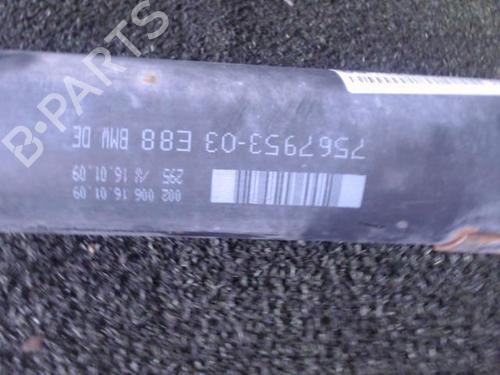 B-PARTS
7567953-03 E88 BMW DE
295 /A/ 16.01.09
002 006 16.01.09